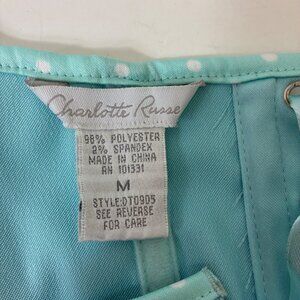 Charlotte Russe
98% POLYESTER
2% SPANDEX
MADE IN CHINA
RN 101331
M
STYLE:DT0905
SEE REVERSE
FOR CARE